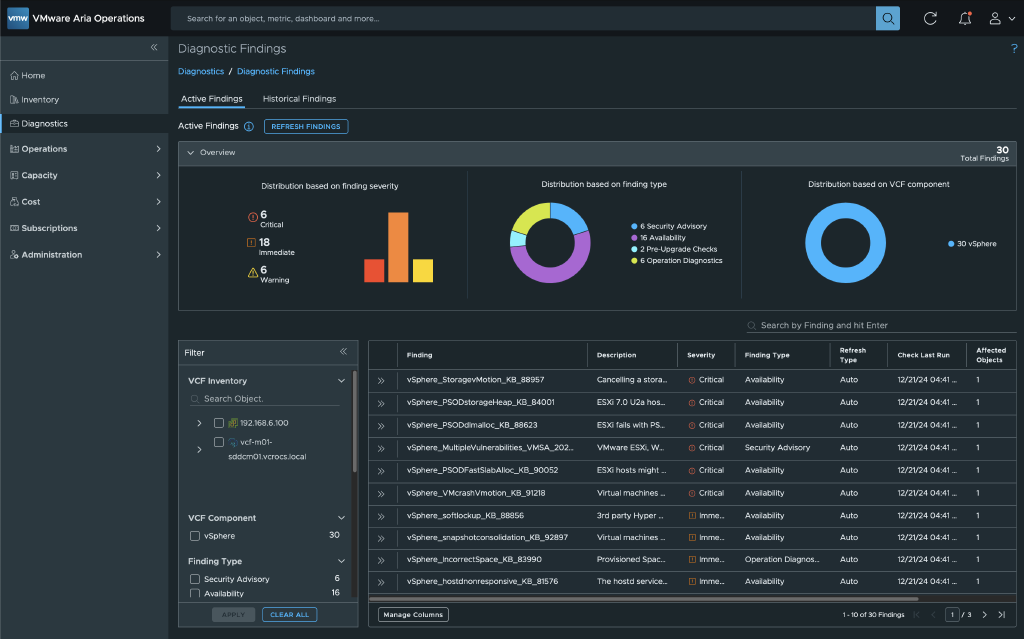 vmw VMware Aria Operations
Search for an object, metric, dashboard and more...
Home
Inventory
Diagnostics
Operations
Capacity
Cost
Subscriptions
Administration
Diagnostic Findings
?
Diagnostics / Diagnostic Findings
Active Findings Historical Findings
Active Findings REFRESH FINDINGS
Overview
30
Total Findings
Distribution based on finding severity
6
Critical
18
Immediate
6
Warning
Distribution based on finding type
6 Security Advisory
16 Availability
2 Pre-Upgrade Checks
6 Operation Diagnostics
Distribution based on VCF component
30 vSphere
Search by Finding and hit Enter
Filter
VCF Inventory
Search Object.
192.168.6.100
vcf-m01-
sddcm01.vcrocs.local
VCF Component
vSphere 30
Finding Type
Security Advisory 6
Availability 16
APPLY CLEAR ALL
Finding Description Severity Finding Type Refresh Type Check Last Run Affected Objects
vSphere_StoragevMotion_KB_88957 Cancelling a stora... Critical Availability Auto 12/21/24 04:41 ... 1
vSphere_PSODstorageHeap_KB_84001 ESXi 7.0 U2a hos... Critical Availability Auto 12/21/24 04:41 ... 1
vSphere_PSODdlmalloc_KB_88623 ESXi fails with PS... Critical Availability Auto 12/21/24 04:41 ... 1
vSphere_MultipleVulnerabilities_VMSA_202... VMware ESXi, W... Critical Security Advisory Auto 12/21/24 04:41 ... 1
vSphere_PSODFastSlabAlloc_KB_90052 ESXi hosts might ... Critical Availability Auto 12/21/24 04:41 ... 1
vSphere_VMcrashVmotion_KB_91218 Virtual machines ... Critical Availability Auto 12/21/24 04:41 ... 1
vSphere_softlockup_KB_88856 3rd party Hyper ... Imme... Availability Auto 12/21/24 04:41 ... 1
vSphere_snapshotconsolidation_KB_92897 Virtual machines ... Imme... Availability Auto 12/21/24 04:41 ... 1
vSphere_IncorrectSpace_KB_83990 Provisioned Spac... Imme... Operation Diagnos... Auto 12/21/24 04:41 ... 1
vSphere_hostdnonresponsive_KB_81576 The hostd service... Imme... Availability Auto 12/21/24 04:41 ... 1
Manage Columns 1 - 10 of 30 Findings 1 / 3